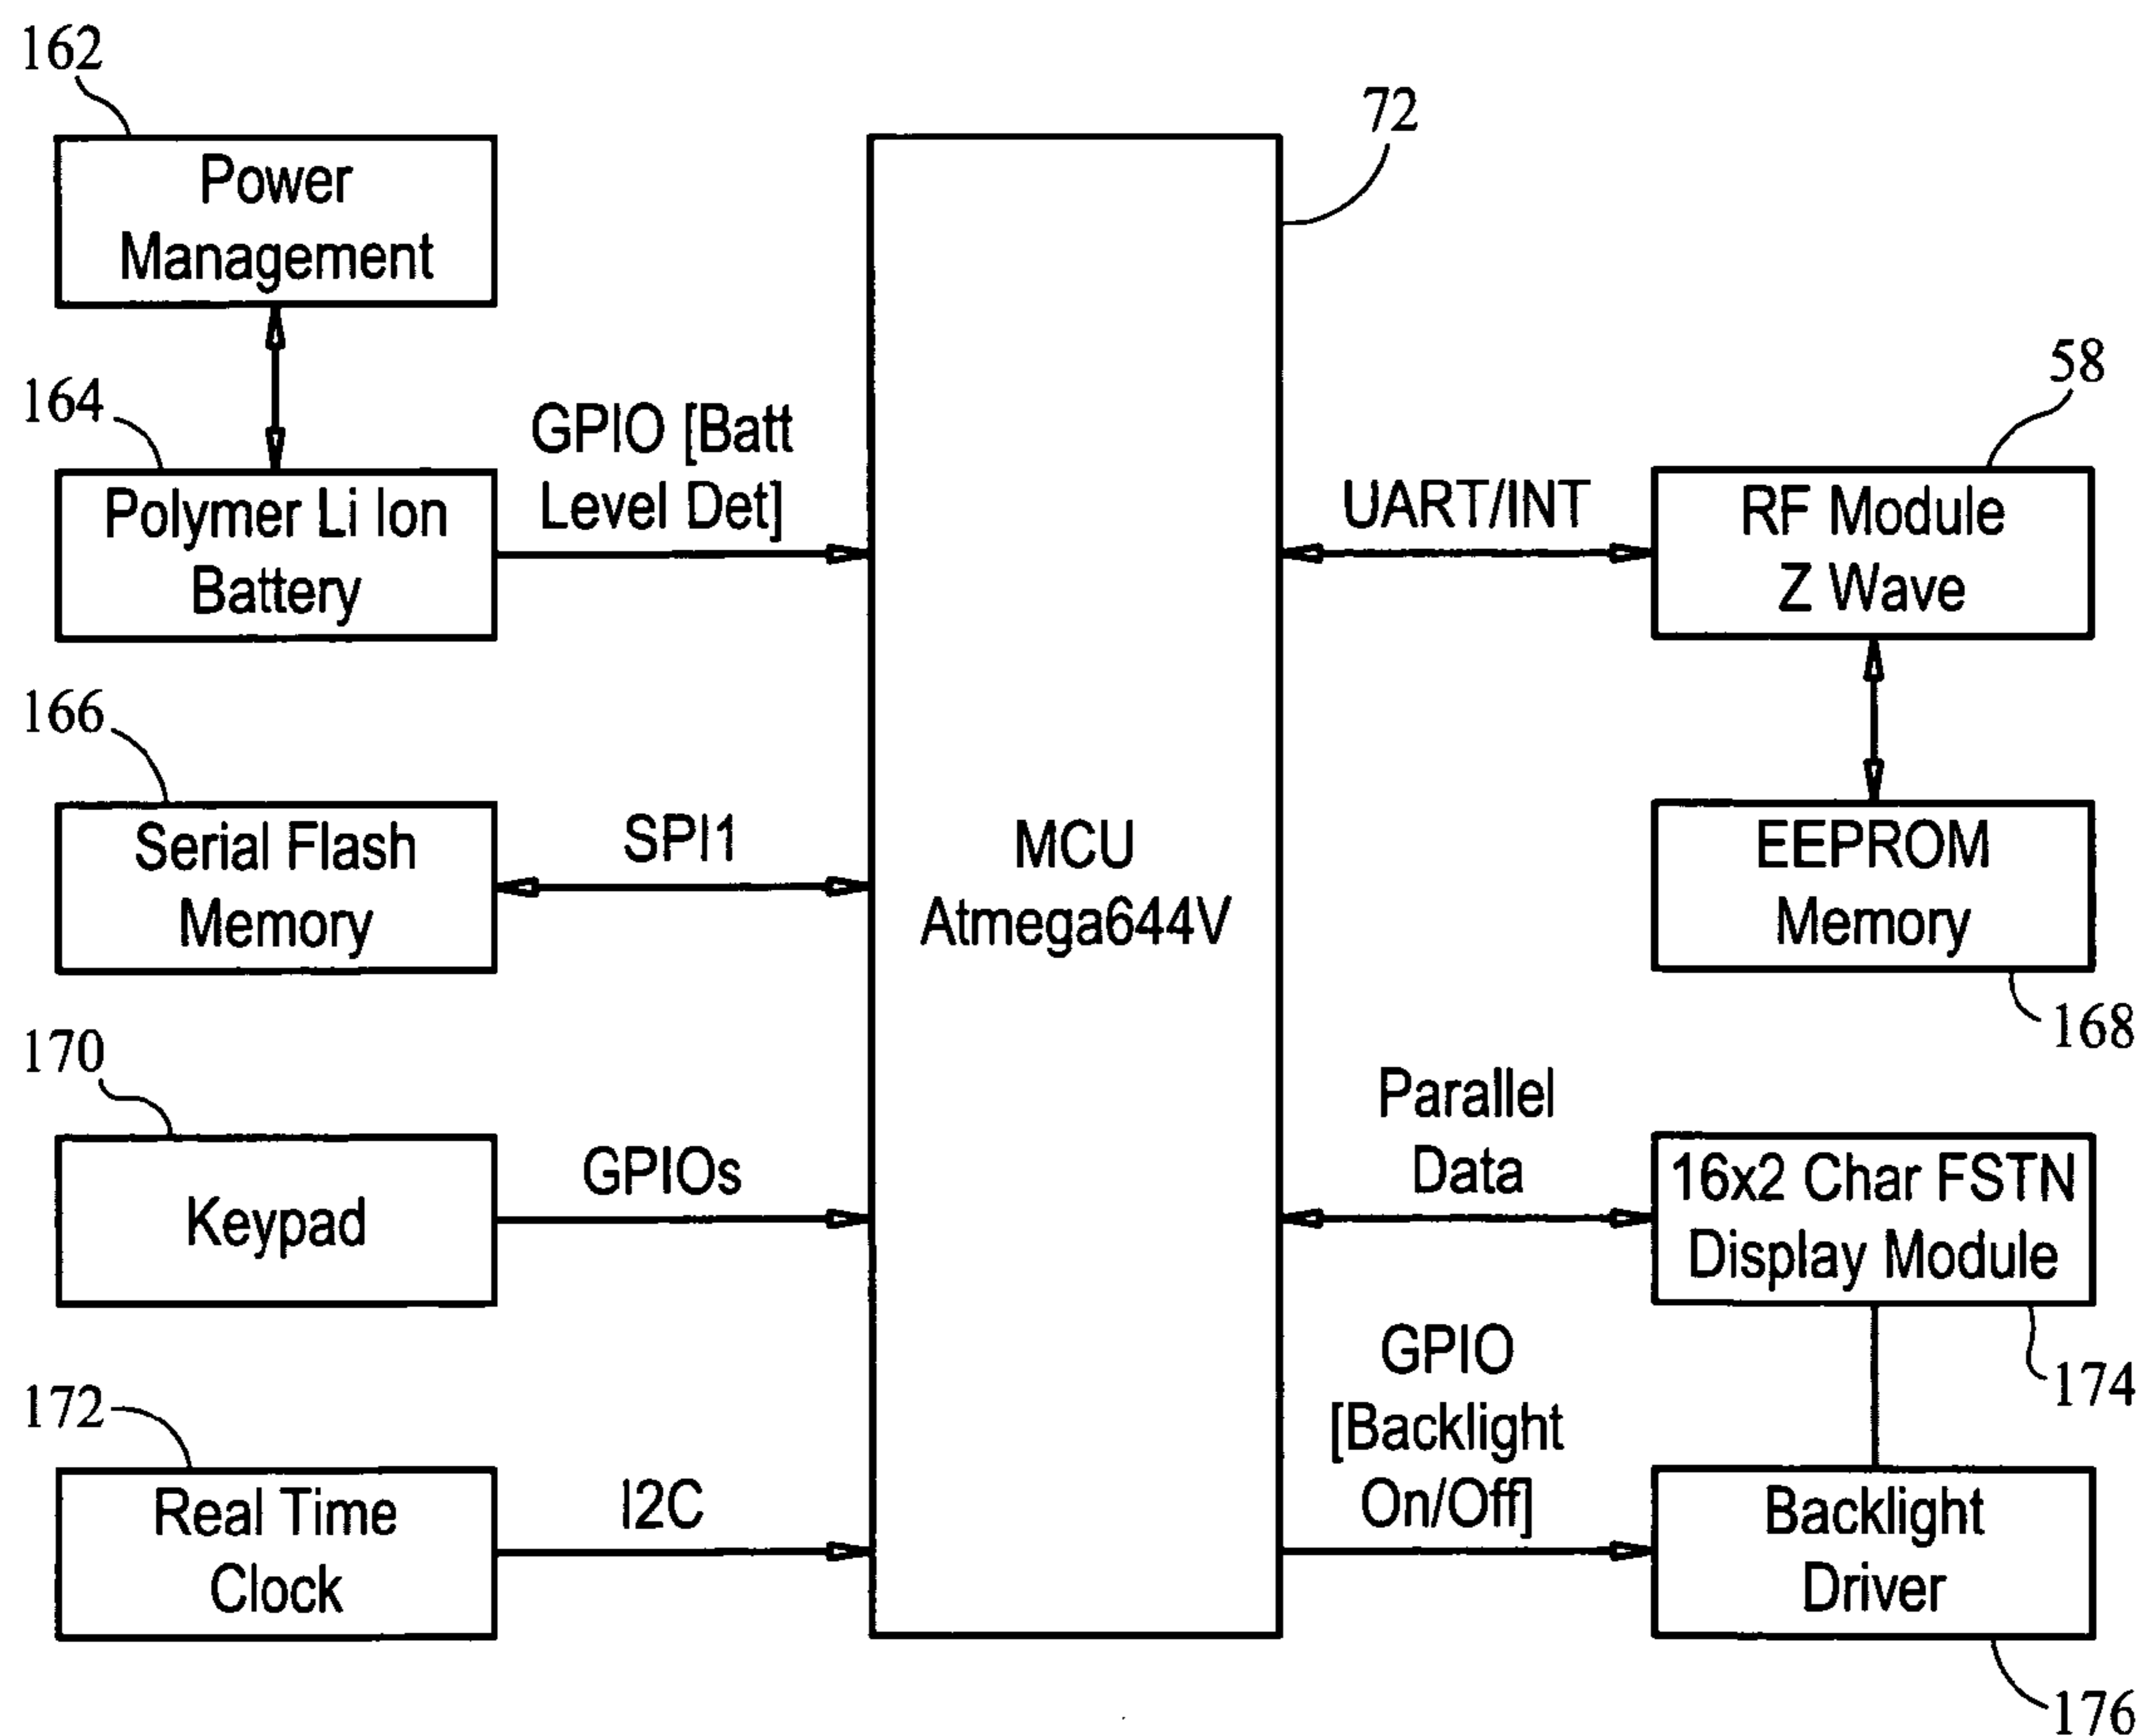 162
Power
Management
164
Polymer Li Ion
Battery
GPIO [Batt
Level Det]
166
Serial Flash
Memory
SPI1
170
Keypad
GPIOs
172
Real Time
Clock
I2C
72
MCU
Atmega644V
UART/INT
58
RF Module
Z Wave
EEPROM
Memory
168
Parallel
Data
16x2 Char FSTN
Display Module
174
GPIO
[Backlight
On/Off]
Backlight
Driver
176